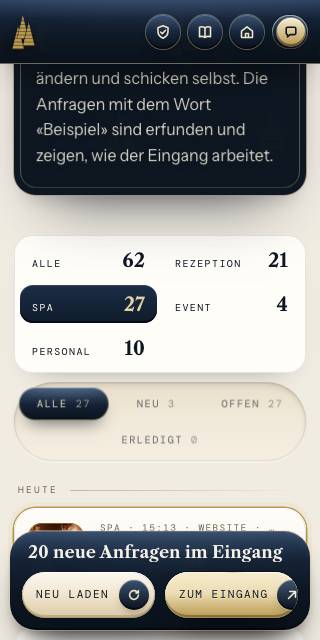 ändern und schicken selbst. Die
Anfragen mit dem Wort
«Beispiel» sind erfunden und
zeigen, wie der Eingang arbeitet.
ALLE 62 REZEPTION 21
SPA 27 EVENT 4
PERSONAL 10
ALLE 27 NEU 3 OFFEN 27
ERLEDIGT 0
HEUTE
SPA · 15:13 · WEBSITE · …
20 neue Anfragen im Eingang
NEU LADEN ZUM EINGANG